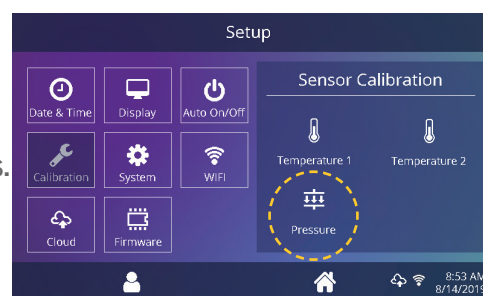 Setup
Date & Time
Display
Auto On/Off
Sensor Calibration
s.
Calibration
System
WIFI
Temperature 1
Temperature 2
Cloud
Firmware
Pressure
8:53 AM
8/14/2019